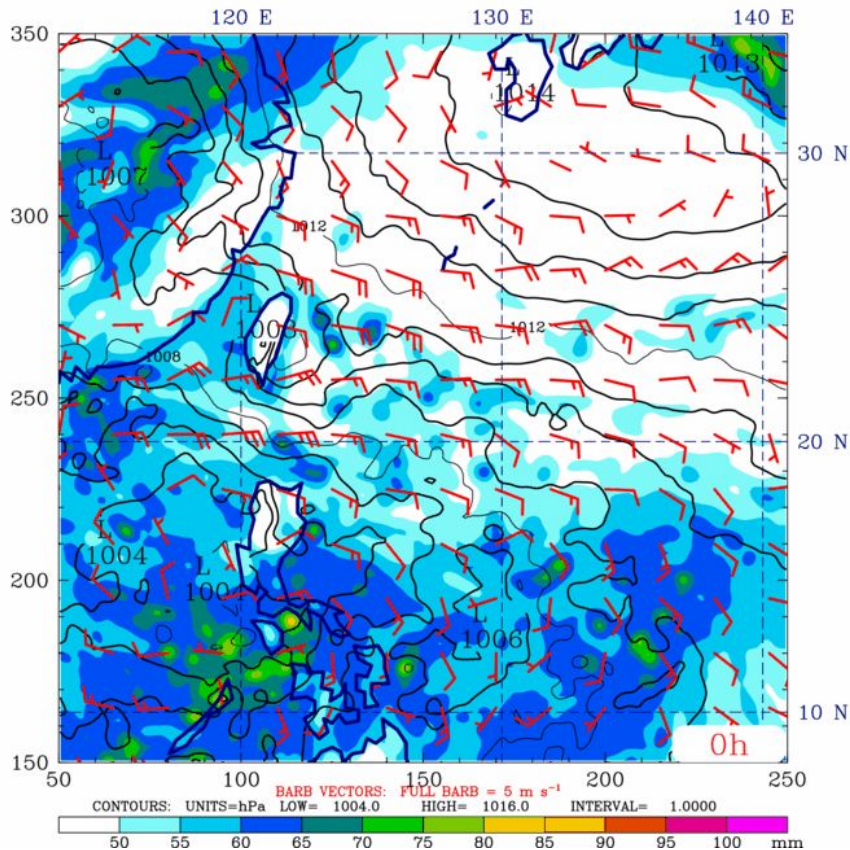 120 E 130 E 140 E
350
L
1013
L
1014
330
30 N
L
1007
300
1012
L
1008
1012
250
20 N
L
1004
L
100
200
L
1006
10 N
0h
150
50 100 150 200 250
BARB VECTORS: FULL BARB = 5 m s⁻¹
CONTOURS: UNITS=hPa LOW= 1004.0 HIGH= 1016.0 INTERVAL= 1.0000
50 55 60 65 70 75 80 85 90 95 100 mm